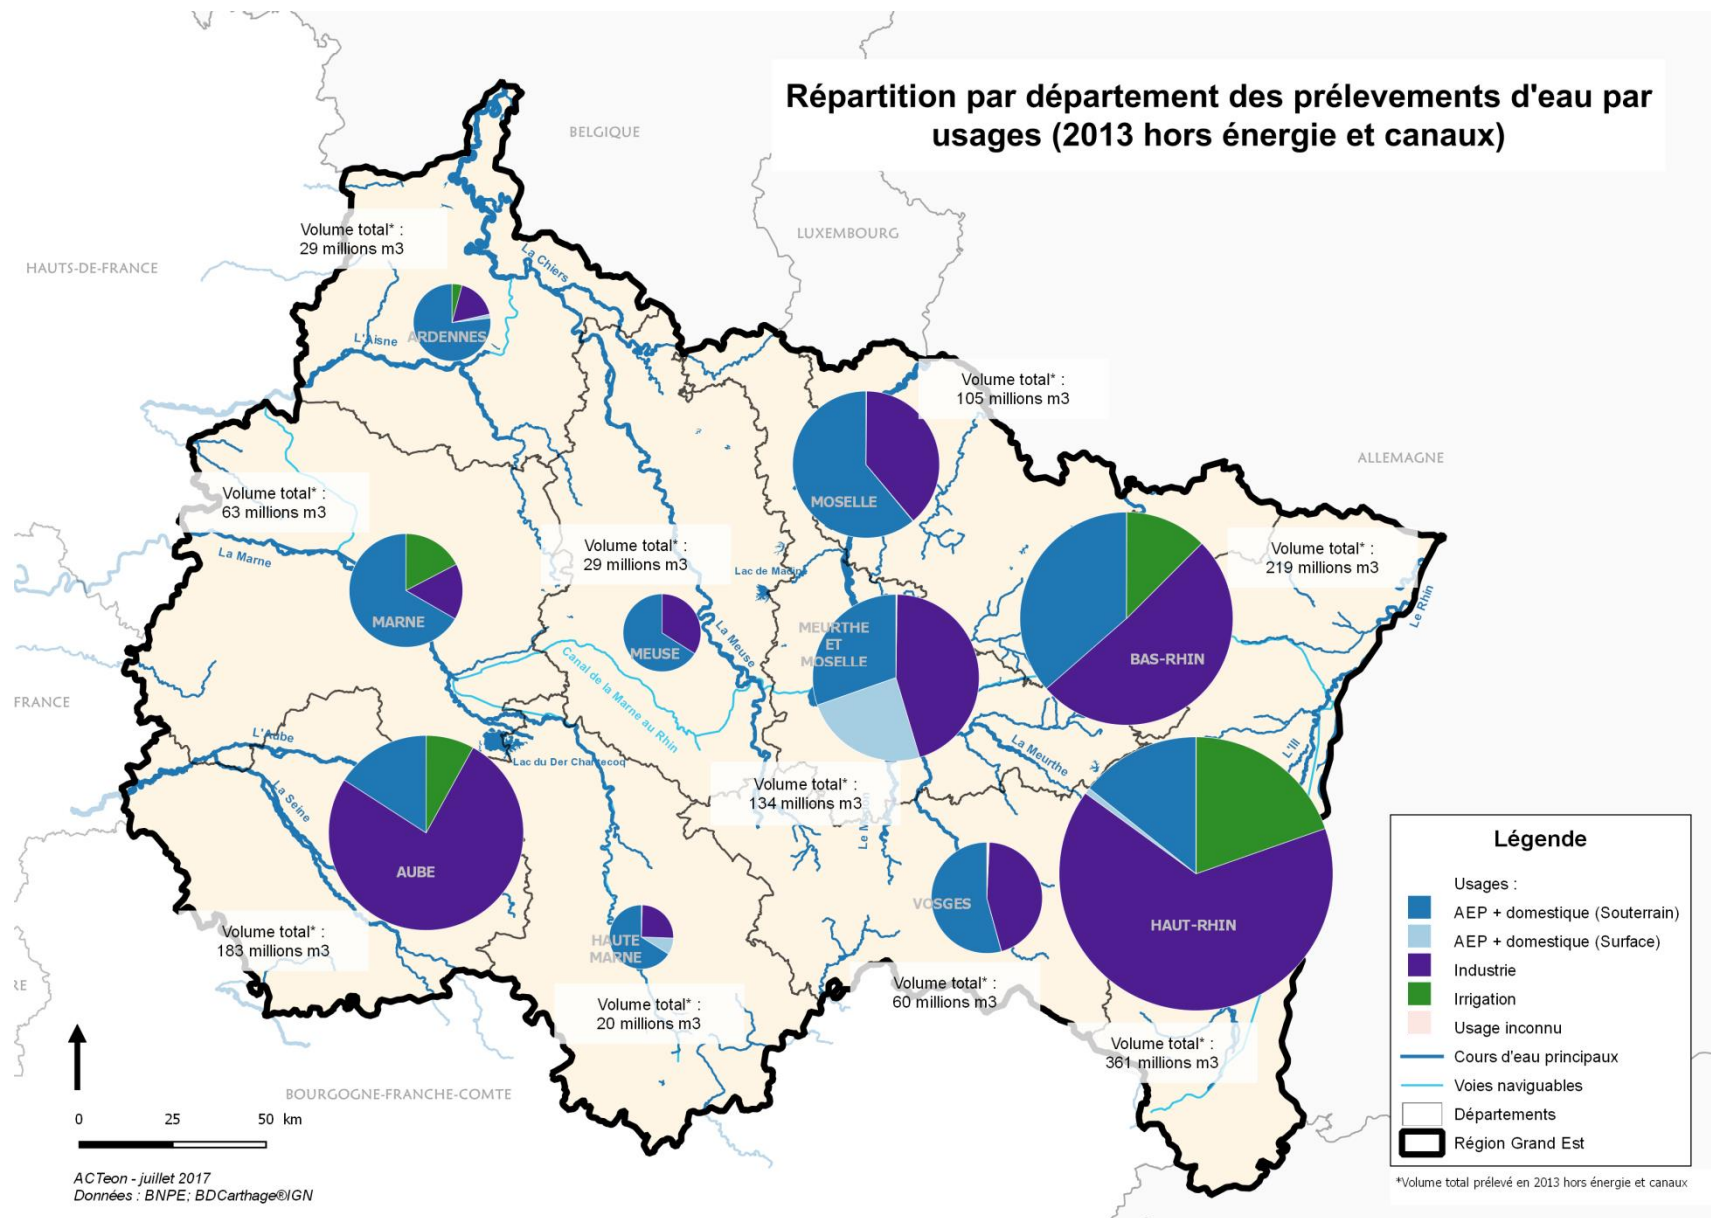 Répartition par département des prélevements d'eau par
usages (2013 hors énergie et canaux)
BELGIQUE
LUXEMBOURG
HAUTS-DE-FRANCE
ALLEMAGNE
FRANCE
RE
BOURGOGNE-FRANCHE-COMTE
Volume total* :
29 millions m3
La Chiers
ARDENNES
L'Aisne
Volume total* :
105 millions m3
MOSELLE
Volume total* :
63 millions m3
La Marne
MARNE
Volume total* :
29 millions m3
Lac de Madine
MEUSE
La Meuse
Canal de la Marne au Rhin
MEURTHE
ET
MOSELLE
Volume total* :
134 millions m3
Volume total* :
219 millions m3
BAS-RHIN
Le Rhin
L'Ill
La Meurthe
L'Aube
La Seine
Lac du Der Chantecoq
AUBE
Volume total* :
183 millions m3
HAUTE
MARNE
Volume total* :
20 millions m3
VOSGES
Volume total* :
60 millions m3
HAUT-RHIN
Volume total* :
361 millions m3
Légende
Usages :
AEP + domestique (Souterrain)
AEP + domestique (Surface)
Industrie
Irrigation
Usage inconnu
Cours d'eau principaux
Voies naviguables
Départements
Région Grand Est
*Volume total prélevé en 2013 hors énergie et canaux
0 25 50 km
ACTeon - juillet 2017
Données : BNPE; BDCarthage®IGN